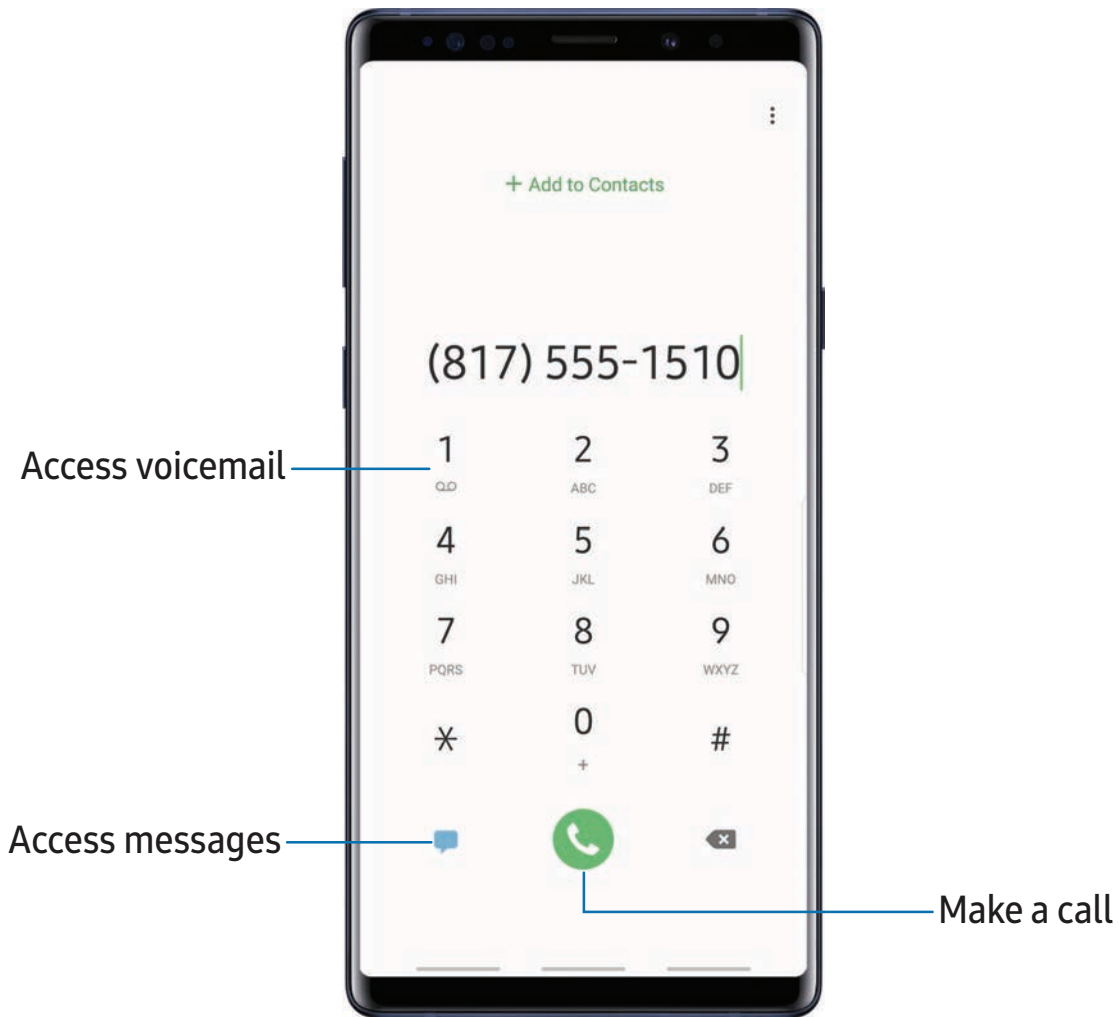 + Add to Contacts
(817) 555-1510
Access voicemail
1 2 3
ABC DEF
4 5 6
GHI JKL MNO
7 8 9
PQRS TUV WXYZ
* 0 #
+
Access messages
Make a call